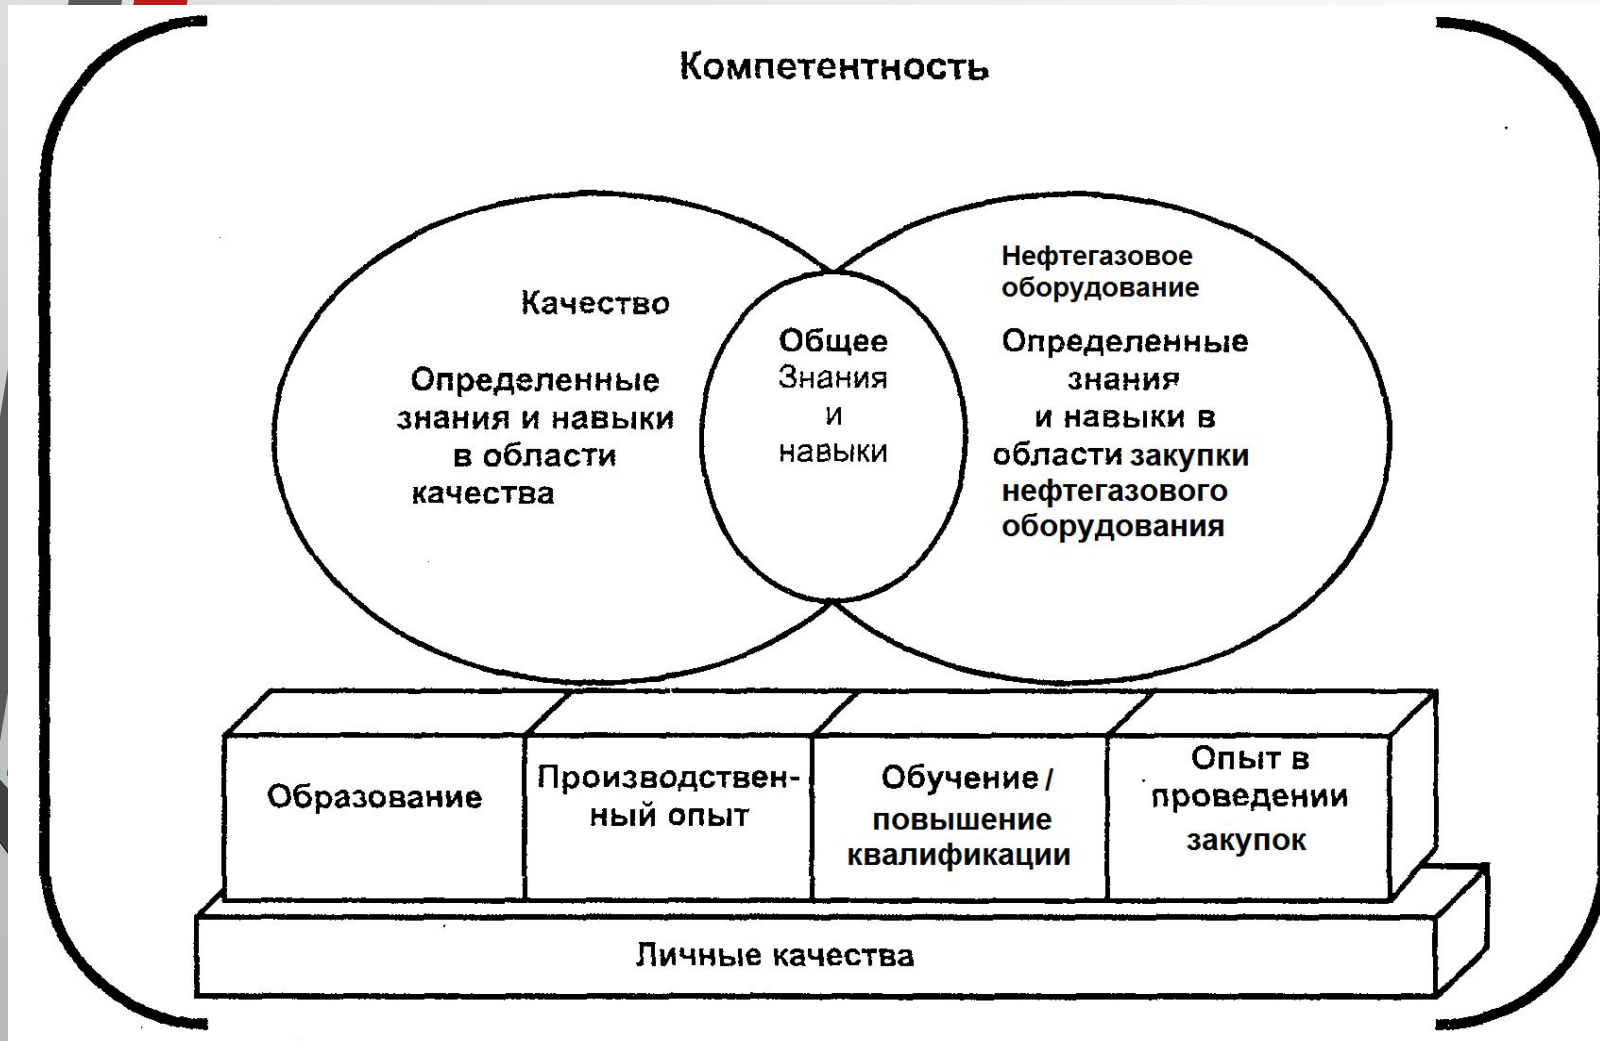 Компетентность
Качество
Определенные
знания и навыки
в области
качества
Общее
Знания
и
навыки
Нефтегазовое
оборудование
Определенные
знания
и навыки в
области закупки
нефтегазового
оборудования
Образование
Производствен-
ный опыт
Обучение /
повышение
квалификации
Опыт в
проведении
закупок
Личные качества